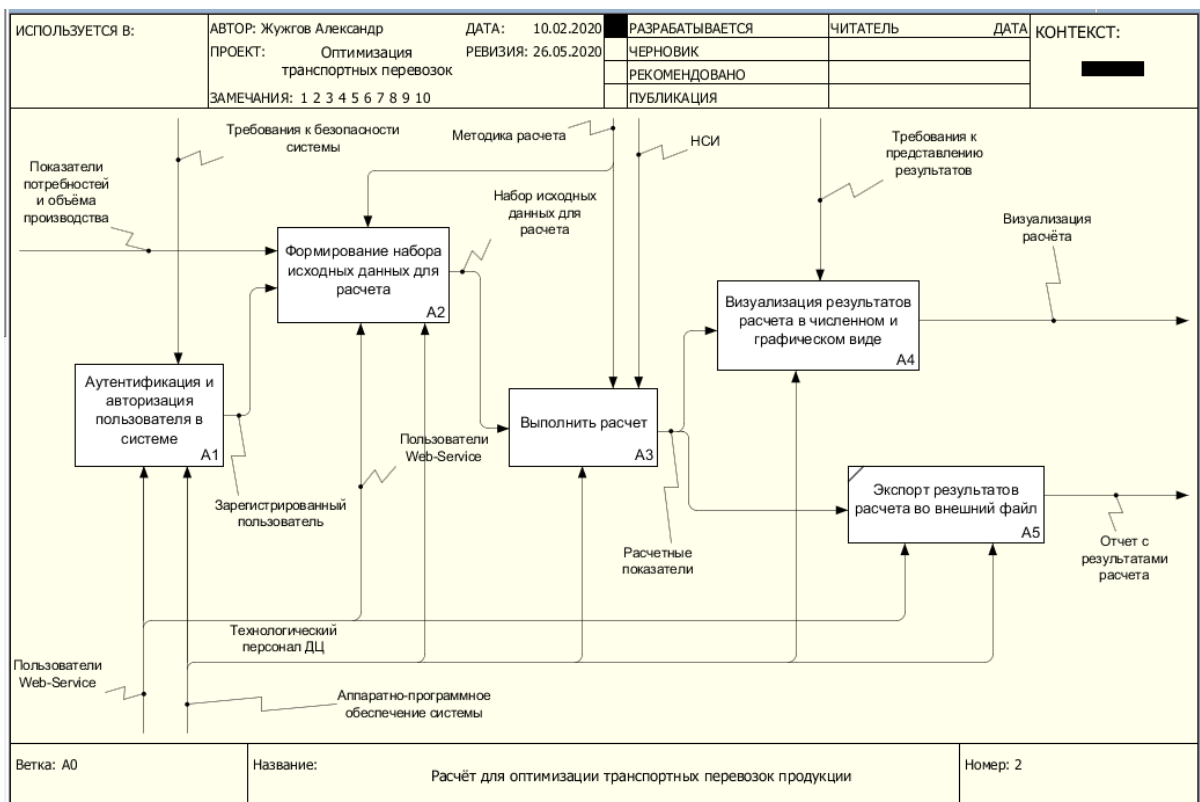 ИСПОЛЬЗУЕТСЯ В:
АВТОР: Жужгов Александр
ДАТА: 10.02.2020
ПРОЕКТ: Оптимизация
транспортных перевозок
РЕВИЗИЯ: 26.05.2020
ЗАМЕЧАНИЯ: 1 2 3 4 5 6 7 8 9 10
РАЗРАБАТЫВАЕТСЯ
ЧЕРНОВИК
РЕКОМЕНДОВАНО
ПУБЛИКАЦИЯ
ЧИТАТЕЛЬ
ДАТА
КОНТЕКСТ:
Требования к безопасности
системы
Методика расчета
НСИ
Требования к
представлению
результатов
Показатели
потребностей
и объёма
производства
Набор исходных
данных для
расчета
Визуализация
расчёта
Формирование набора
исходных данных для
расчета
A2
Визуализация результатов
расчета в численном и
графическом виде
A4
Аутентификация и
авторизация
пользователя в
системе
A1
Выполнить расчет
A3
Пользователи
Web-Service
Зарегистрированный
пользователь
Экспорт результатов
расчета во внешний файл
A5
Расчетные
показатели
Отчет с
результатами
расчета
Технологический
персонал ДЦ
Пользователи
Web-Service
Аппаратно-программное
обеспечение системы
Ветка: A0
Название:
Расчёт для оптимизации транспортных перевозок продукции
Номер: 2